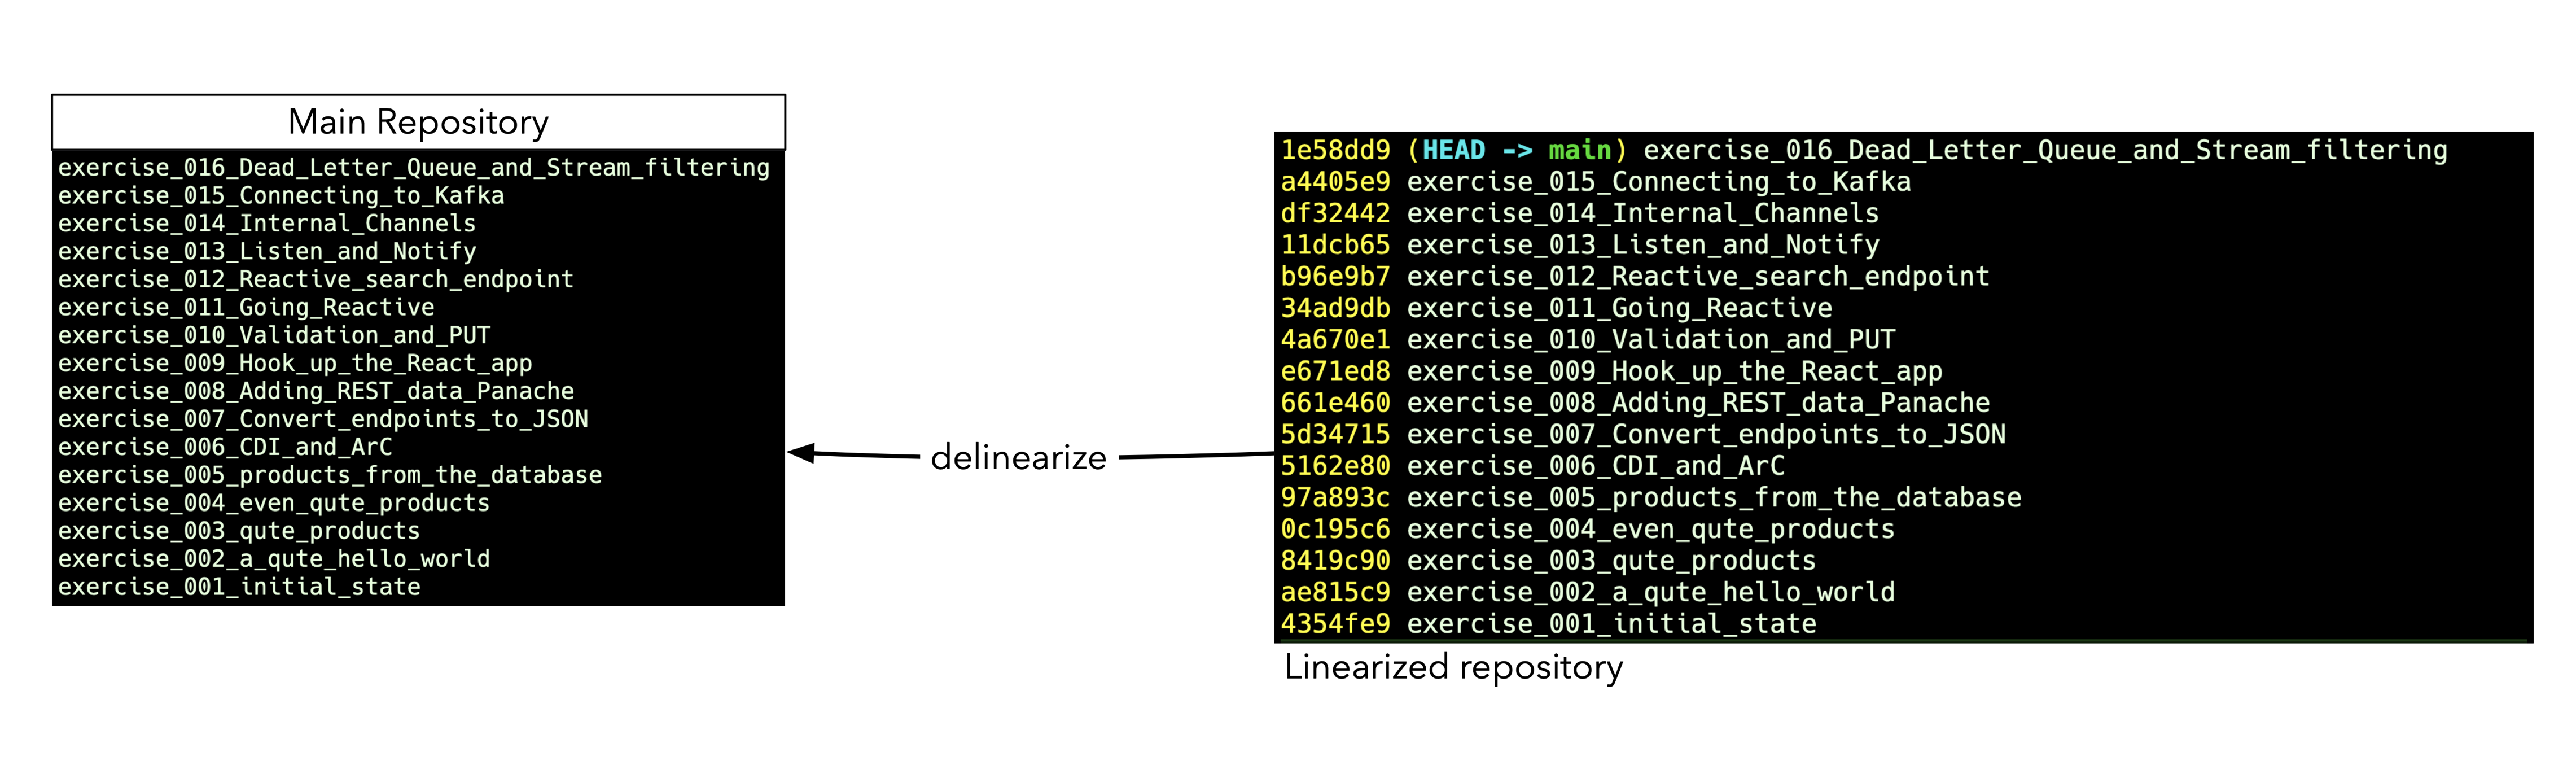 Main Repository
exercise_016_Dead_Letter_Queue_and_Stream_filtering
exercise_015_Connecting_to_Kafka
exercise_014_Internal_Channels
exercise_013_Listen_and_Notify
exercise_012_Reactive_search_endpoint
exercise_011_Going_Reactive
exercise_010_Validation_and_PUT
exercise_009_Hook_up_the_React_app
exercise_008_Adding_REST_data_Panache
exercise_007_Convert_endpoints_to_JSON
exercise_006_CDI_and_ArC
exercise_005_products_from_the_database
exercise_004_even_qute_products
exercise_003_qute_products
exercise_002_a_qute_hello_world
exercise_001_initial_state
delinearize
1e58dd9 (HEAD -> main) exercise_016_Dead_Letter_Queue_and_Stream_filtering
a4405e9 exercise_015_Connecting_to_Kafka
df32442 exercise_014_Internal_Channels
11dcb65 exercise_013_Listen_and_Notify
b96e9b7 exercise_012_Reactive_search_endpoint
34ad9db exercise_011_Going_Reactive
4a670e1 exercise_010_Validation_and_PUT
e671ed8 exercise_009_Hook_up_the_React_app
661e460 exercise_008_Adding_REST_data_Panache
5d34715 exercise_007_Convert_endpoints_to_JSON
5162e80 exercise_006_CDI_and_ArC
97a893c exercise_005_products_from_the_database
0c195c6 exercise_004_even_qute_products
8419c90 exercise_003_qute_products
ae815c9 exercise_002_a_qute_hello_world
4354fe9 exercise_001_initial_state
Linearized repository